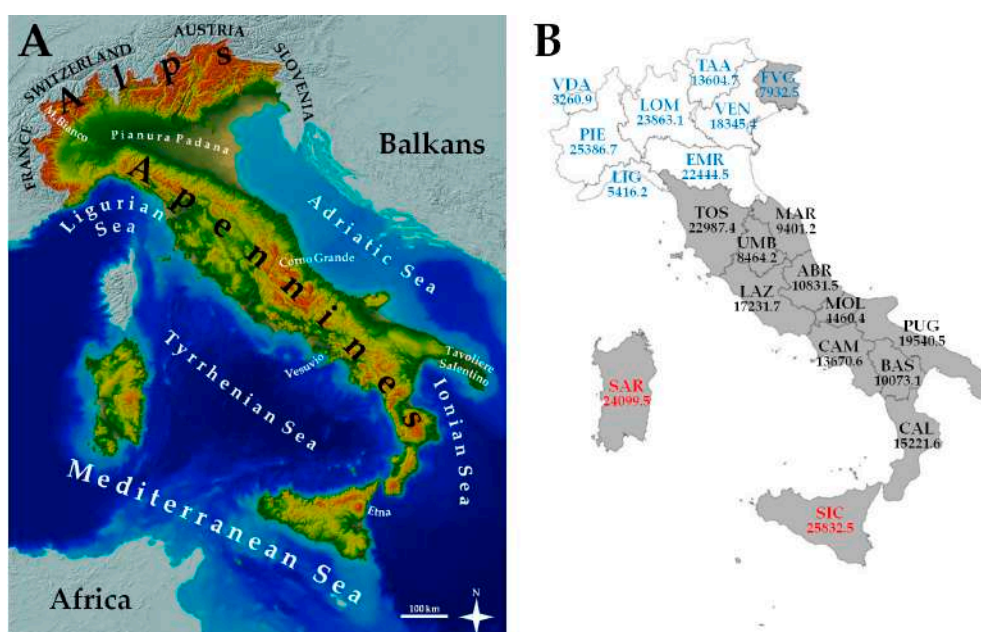 A
AUSTRIA
SWITZERLAND
SLOVENIA
FRANCE
Alps
M. Bianco
Pianura Padana
Balkans
Apennines
Ligurian
Sea
Adriatic Sea
Corno Grande
Tyrrhenian Sea
Vesuvio
Tavoliere
Salentino
Ionian Sea
Mediterranean Sea
Etna
Africa
100 km
N
B
TAA
13604.7
FVG
7932.5
VDA
3260.9
LOM
23863.1
VEN
18345.4
PIE
25386.7
EMR
22444.5
LIG
5416.2
TOS
22987.4
MAR
9401.2
UMB
8464.2
ABR
10831.5
LAZ
17231.7
MOL
4460.4
PUG
19540.5
CAM
13670.6
BAS
10073.1
SAR
24099.5
CAL
15221.6
SIC
25832.5